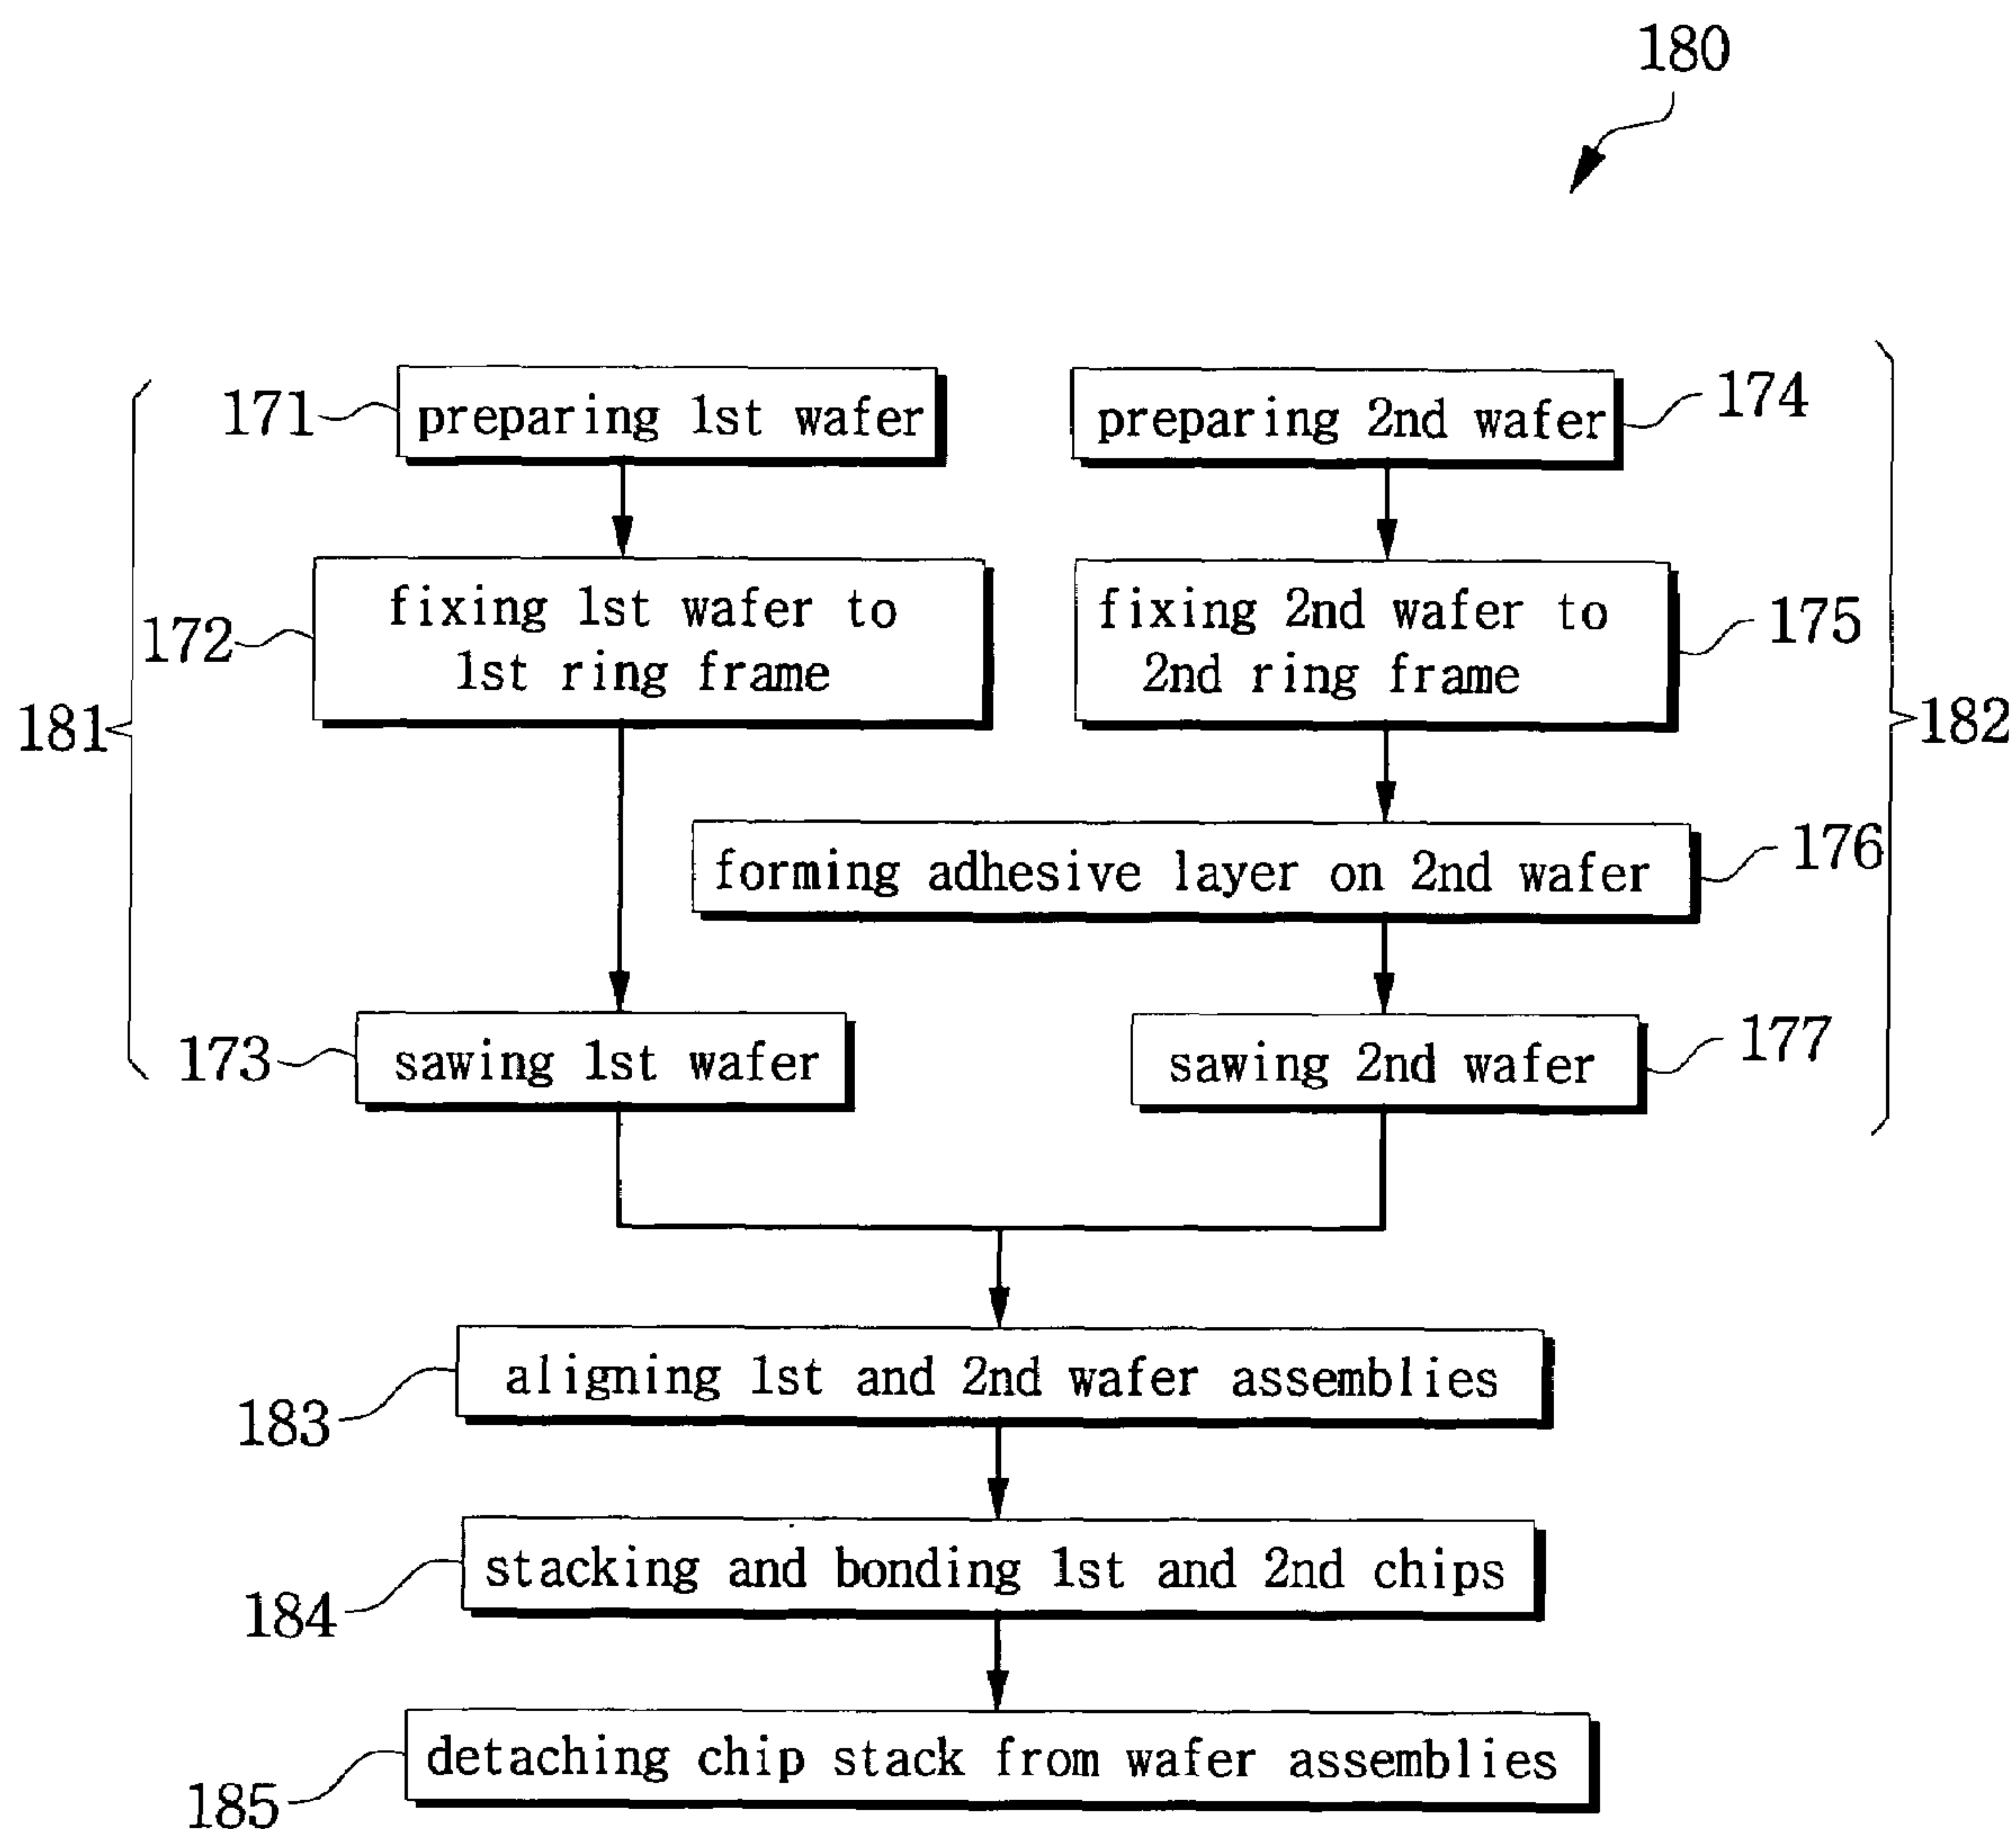 180
171
preparing 1st wafer
preparing 2nd wafer
174
172
fixing 1st wafer to
1st ring frame
fixing 2nd wafer to
2nd ring frame
175
181
182
forming adhesive layer on 2nd wafer
176
173
sawing 1st wafer
sawing 2nd wafer
177
aligning 1st and 2nd wafer assemblies
183
stacking and bonding 1st and 2nd chips
184
detaching chip stack from wafer assemblies
185